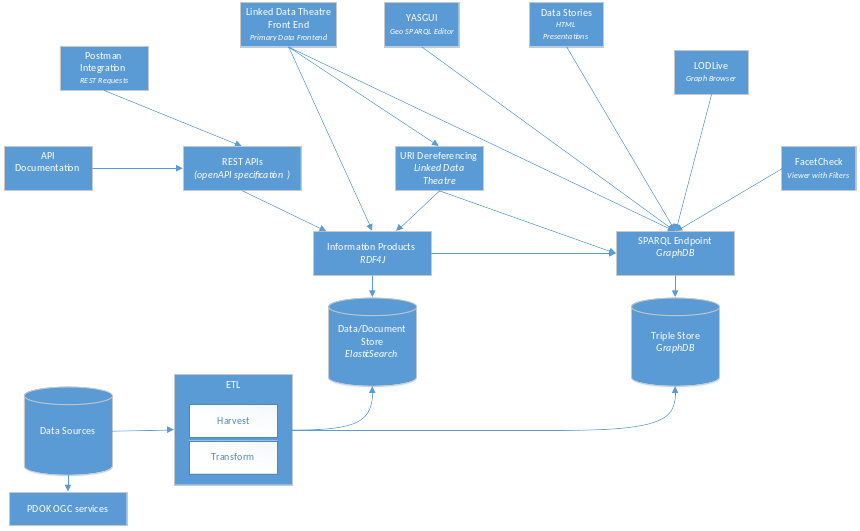 Linked Data Theatre
Front End
Primary Data Frontend
YASGUI
Geo SPARQL Editor
Data Stories
HTML
Presentations
Postman
Integration
REST Requests
LODLive
Graph Browser
API
Documentation
REST APIs
(openAPI specification )
URI Dereferencing
Linked Data
Theatre
FacetCheck
Viewer with Filters
Information Products
RDF4J
SPARQL Endpoint
GraphDB
Data/Document
Store
ElasticSearch
Triple Store
GraphDB
ETL
Harvest
Transform
Data Sources
PDOK OGC services